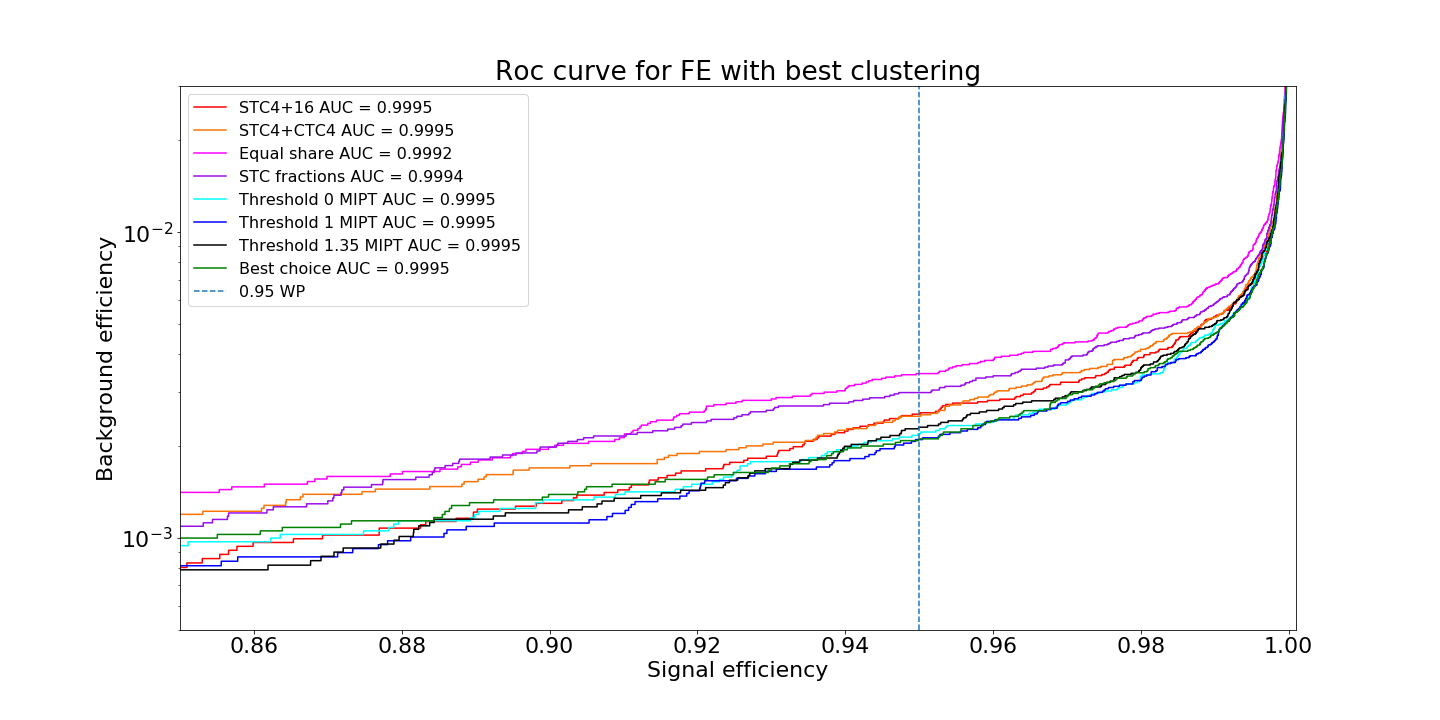 Roc curve for FE with best clustering
STC4+16 AUC = 0.9995
STC4+CTC4 AUC = 0.9995
Equal share AUC = 0.9992
STC fractions AUC = 0.9994
Threshold 0 MIPT AUC = 0.9995
Threshold 1 MIPT AUC = 0.9995
Threshold 1.35 MIPT AUC = 0.9995
Best choice AUC = 0.9995
0.95 WP
Background efficiency
10⁻²
10⁻³
0.86 0.88 0.90 0.92 0.94 0.96 0.98 1.00
Signal efficiency